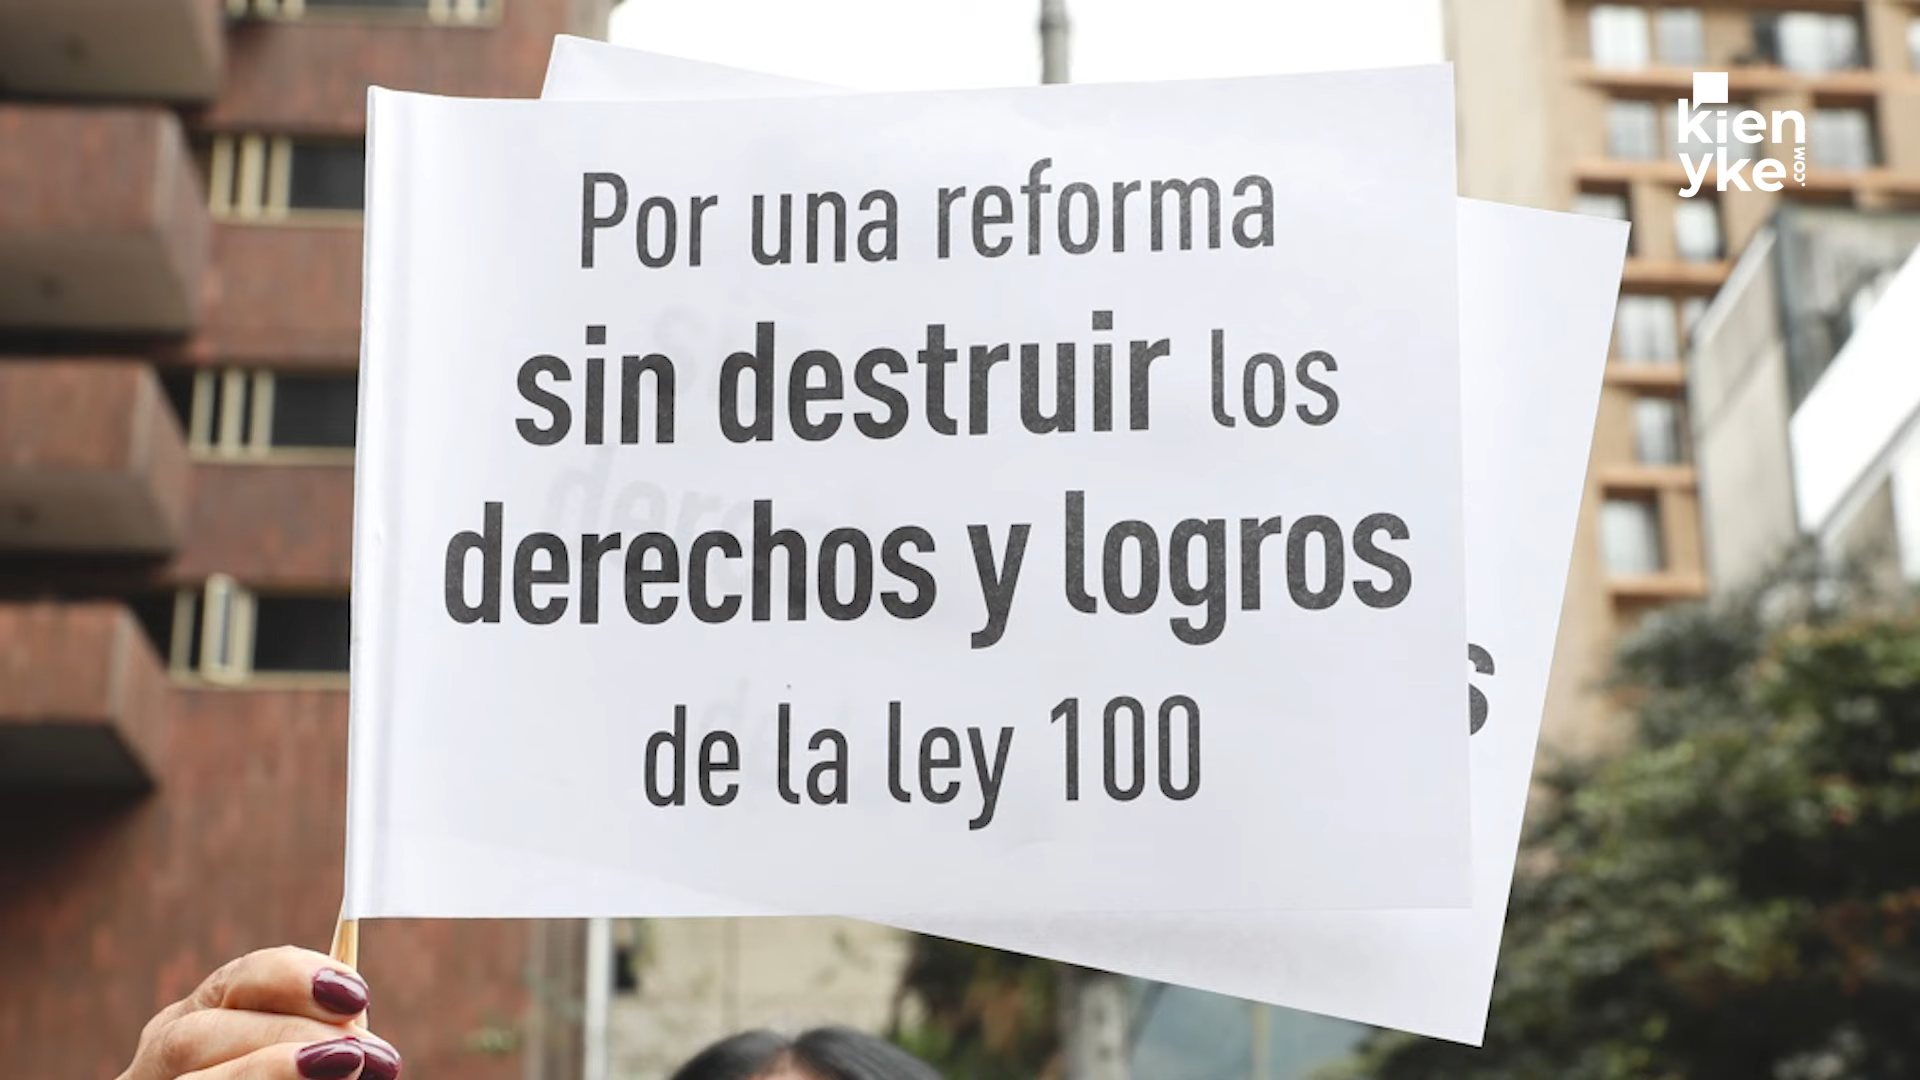 kien
yke.com
Por una reforma
sin destruir los
derechos y logros
de la ley 100
s